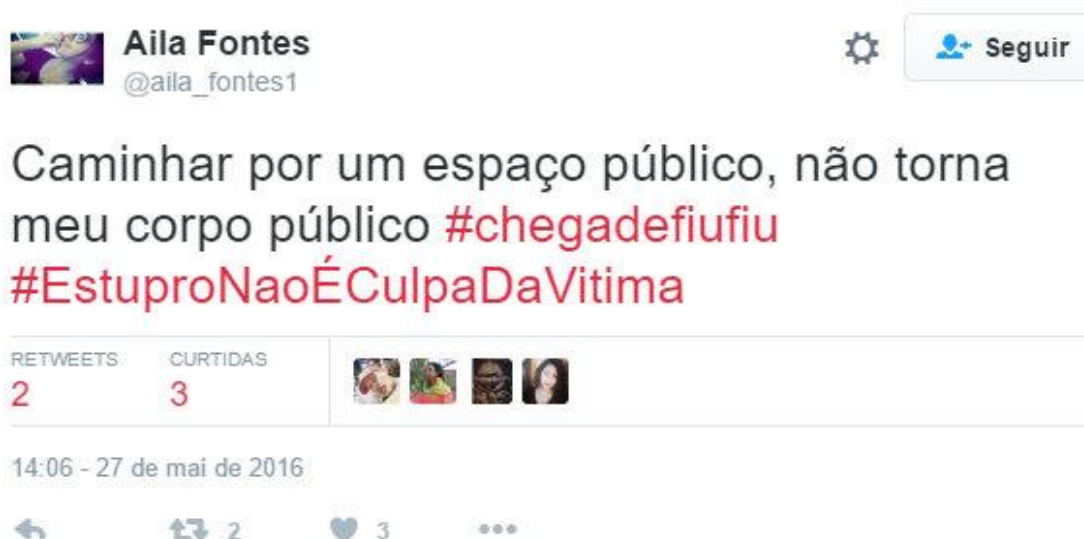 Aila Fontes
@aila_fontes1
Seguir
Caminhar por um espaço público, não torna
meu corpo público #chegadefiufiu
#EstuproNaoÉCulpaDaVitima
RETWEETS CURTIDAS
2 3
14:06 - 27 de mai de 2016
2 3